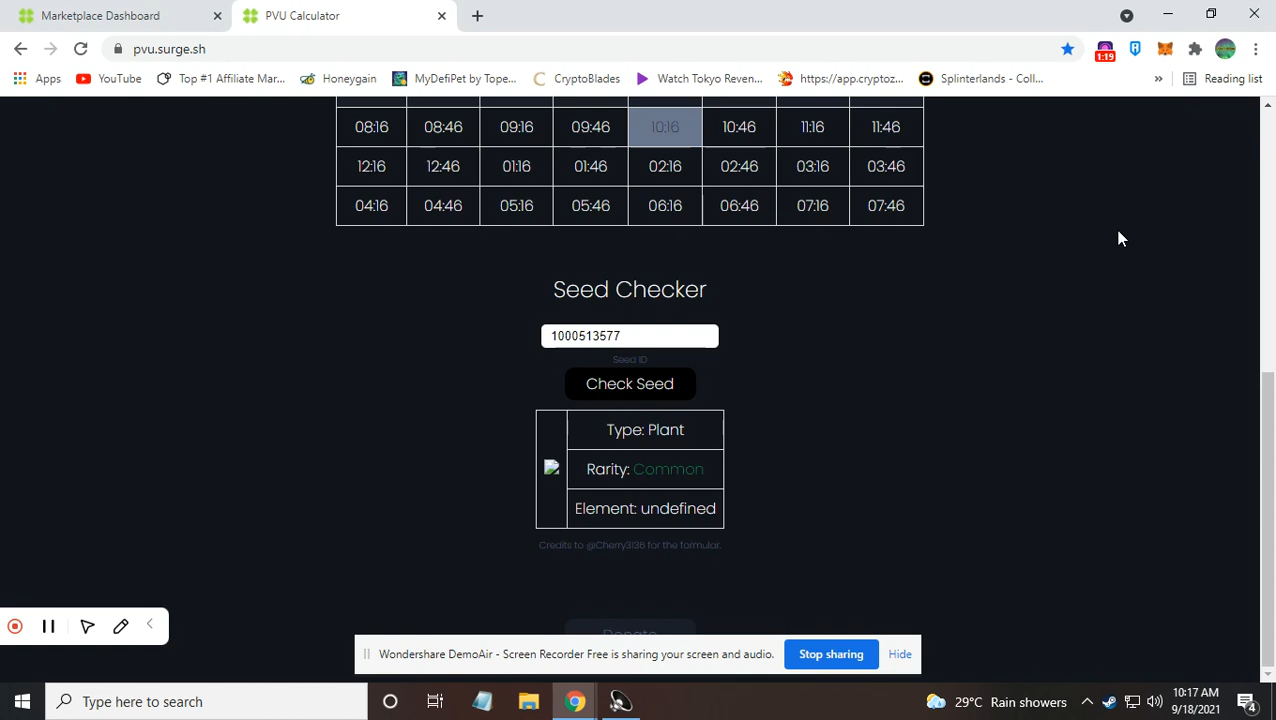 Marketplace Dashboard
PVU Calculator
pvu.surge.sh
1:19
Apps
YouTube
Top #1 Affiliate Mar...
Honeygain
MyDefiPet by Tope...
CryptoBlades
Watch Tokyo Reven...
https://app.cryptoz...
Splinterlands - Coll...
»
Reading list
08:16 08:46 09:16 09:46 10:16 10:46 11:16 11:46
12:16 12:46 01:16 01:46 02:16 02:46 03:16 03:46
04:16 04:46 05:16 05:46 06:16 06:46 07:16 07:46
Seed Checker
1000513577
Seed ID
Check Seed
Type: Plant
Rarity: Common
Element: undefined
Credits to @Cherry3136 for the formular.
Donate
Wondershare DemoAir - Screen Recorder Free is sharing your screen and audio.
Stop sharing
Hide
Type here to search
29°C Rain showers
10:17 AM
9/18/2021
4